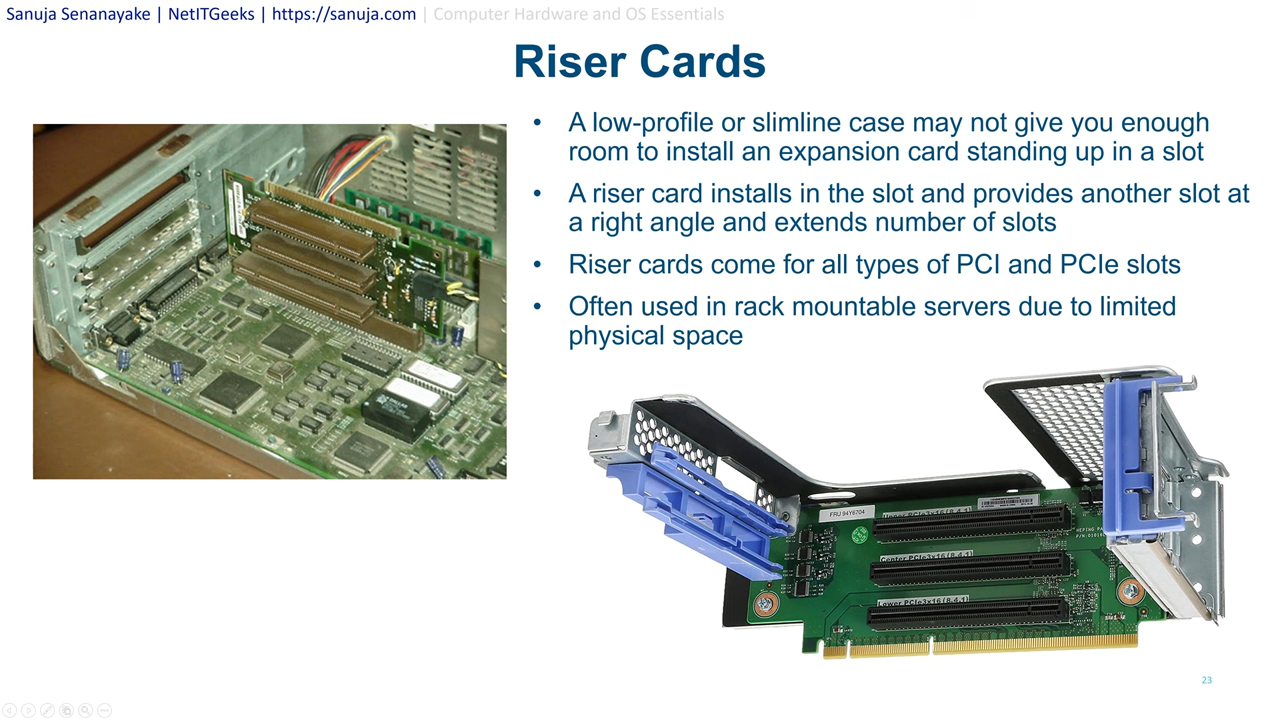 Sanuja Senanayake | NetITGeeks | https://sanuja.com | Computer Hardware and OS Essentials
Riser Cards
• A low-profile or slimline case may not give you enough
room to install an expansion card standing up in a slot
• A riser card installs in the slot and provides another slot at
a right angle and extends number of slots
• Riser cards come for all types of PCI and PCIe slots
• Often used in rack mountable servers due to limited
physical space
FRU 94Y6704
Upper PCIe3x16(8,4,1)
Center PCIe3x16(8,4,1)
Lower PCIe3x16(8,4,1)
23